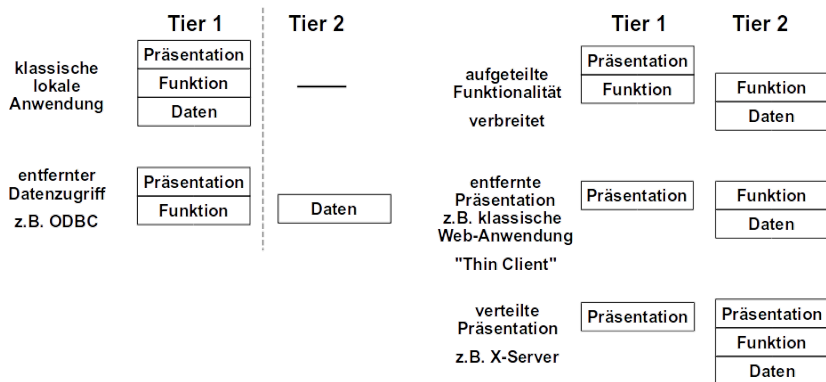 Tier 1
Tier 2
klassische
lokale
Anwendung
Präsentation
Funktion
Daten
entfernter
Datenzugriff
z.B. ODBC
Präsentation
Funktion
Daten
Tier 1
Tier 2
aufgeteilte
Funktionalität
verbreitet
Präsentation
Funktion
Funktion
Daten
entfernte
Präsentation
z.B. klassische
Web-Anwendung
"Thin Client"
Präsentation
Funktion
Daten
verteilte
Präsentation
z.B. X-Server
Präsentation
Präsentation
Funktion
Daten